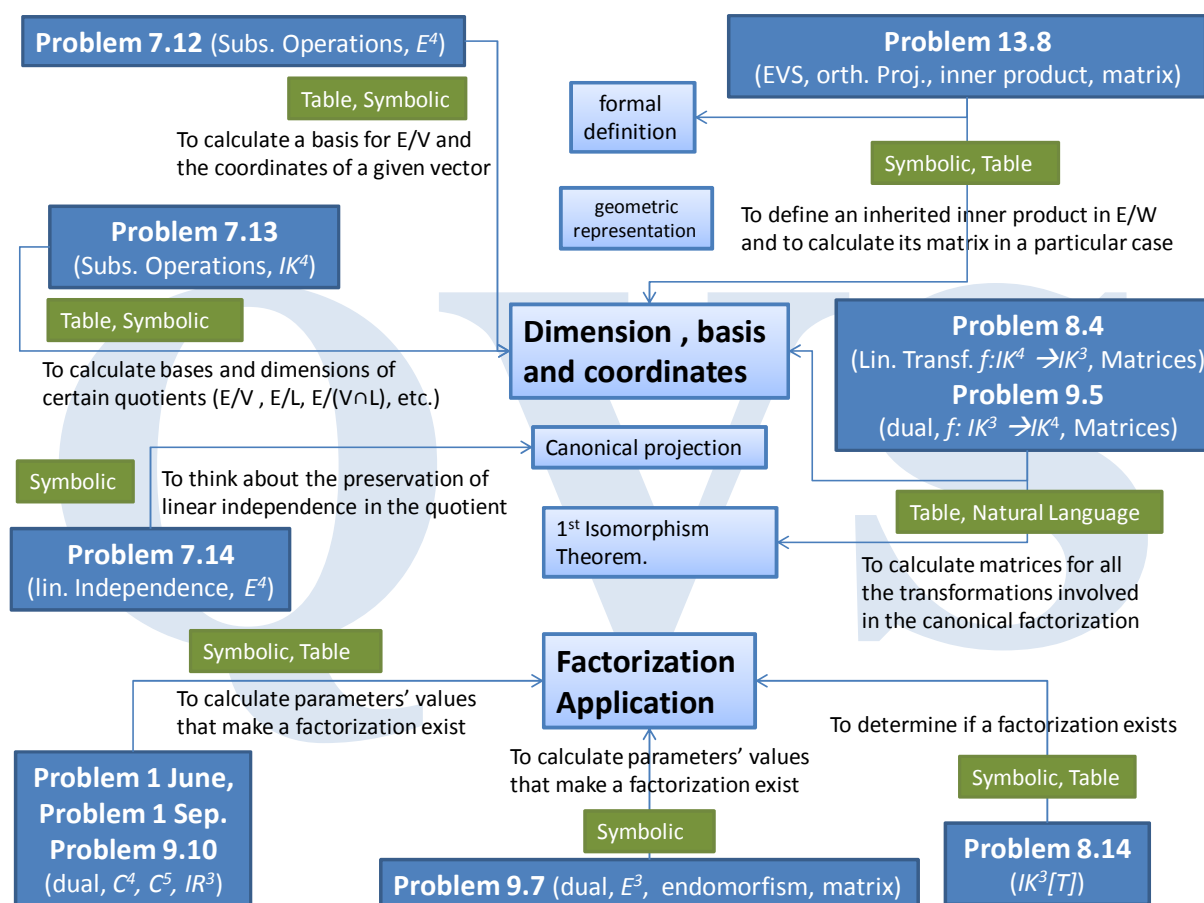 Problem 7.12 (Subs. Operations, E⁴)
Table, Symbolic
To calculate a basis for E/V and
the coordinates of a given vector
Problem 13.8
(EVS, orth. Proj., inner product, matrix)
formal
definition
Symbolic, Table
geometric
representation
To define an inherited inner product in E/W
and to calculate its matrix in a particular case
Problem 7.13
(Subs. Operations, IK⁴)
Table, Symbolic
To calculate bases and dimensions of
certain quotients (E/V , E/L, E/(V∩L), etc.)
Dimension , basis
and coordinates
Problem 8.4
(Lin. Transf. f:IK⁴ →IK³, Matrices)
Problem 9.5
(dual, f: IK³ →IK⁴, Matrices)
Symbolic
To think about the preservation of
linear independence in the quotient
Canonical projection
Problem 7.14
(lin. Independence, E⁴)
1st Isomorphism
Theorem.
Table, Natural Language
To calculate matrices for all
the transformations involved
in the canonical factorization
Symbolic, Table
To calculate parameters’ values
that make a factorization exist
Factorization
Application
To calculate parameters’ values
that make a factorization exist
To determine if a factorization exists
Problem 1 June,
Problem 1 Sep.
Problem 9.10
(dual, C⁴, C⁵, IR³)
Symbolic
Problem 9.7 (dual, E³, endomorfism, matrix)
Symbolic, Table
Problem 8.14
(IK³[T])
QVS